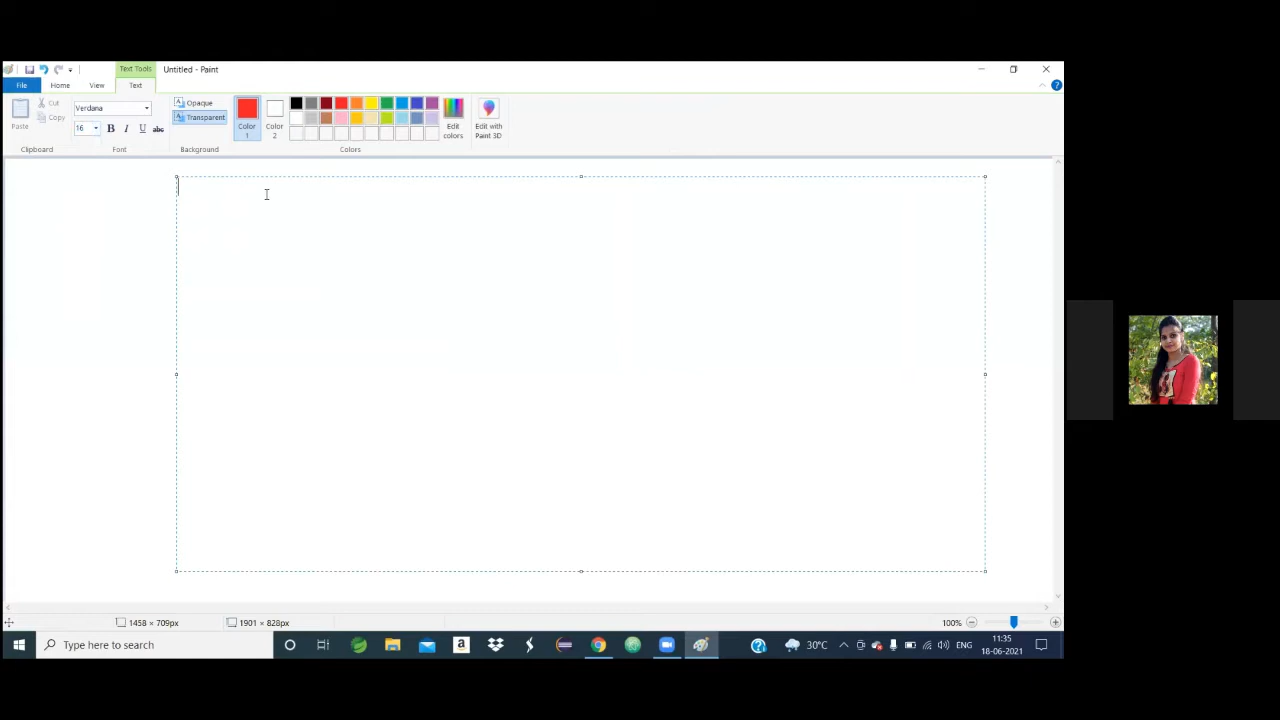 Text Tools
Untitled - Paint
File
Home
View
Text
Paste
Cut
Copy
Clipboard
Verdana
16
B
I
U
abc
Font
Opaque
Transparent
Background
Color
1
Color
2
Edit
colors
Edit with
Paint 3D
Colors
1458 × 709px
1901 × 828px
100%
Type here to search
30°C
ENG
11:35
18-06-2021